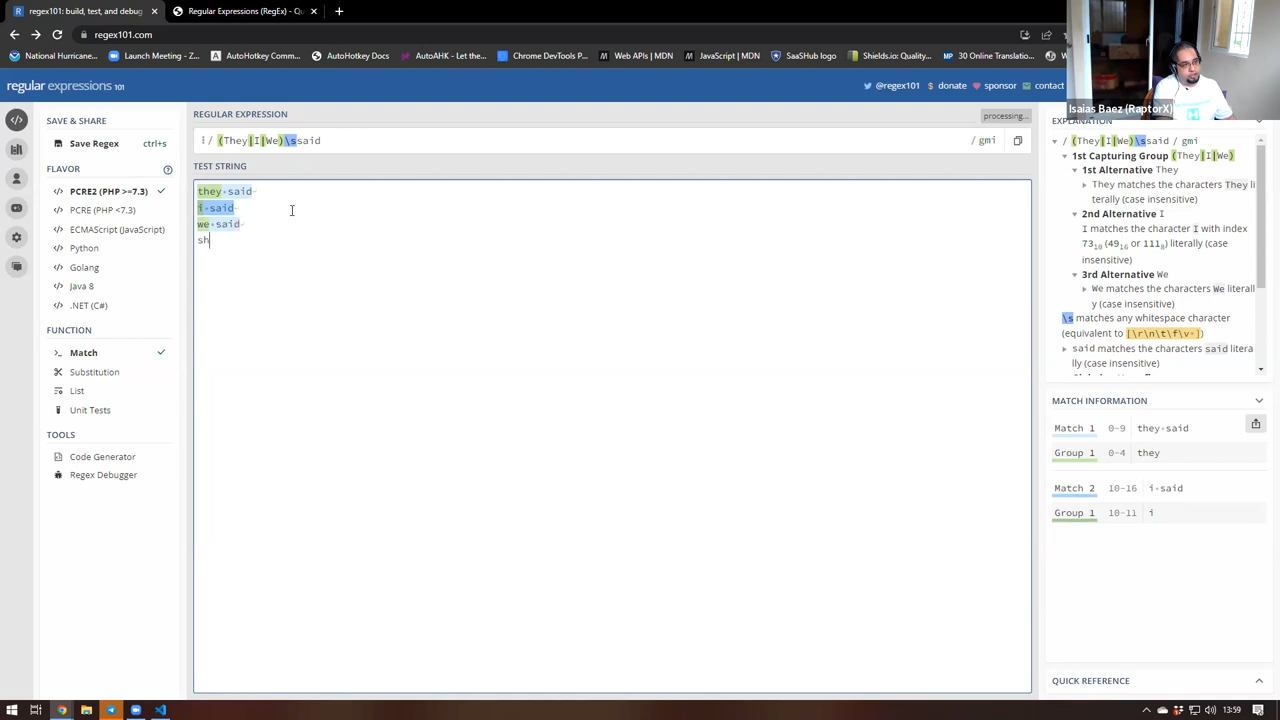 regex101: build, test, and debug
Regular Expressions (RegEx) - Qu
regex101.com
National Hurricane...
Launch Meeting - Z...
AutoHotkey Comm...
AutoHotkey Docs
AutoAHK – Collecti...
Chrome DevTools P...
Web APIs | MDN
JavaScript | MDN
SaaSHub logo
Shields.io: Quality...
30 Online Translation...
regular expressions 101
@regex101
donate
sponsor
contact
Isaias Baez (RaptorX)
SAVE & SHARE
Save Regex ctrl+s
FLAVOR
PCRE2 (PHP >=7.3)
PCRE (PHP <7.3)
ECMAScript (JavaScript)
Python
Golang
Java 8
.NET (C#)
FUNCTION
Match
Substitution
List
Unit Tests
TOOLS
Code Generator
Regex Debugger
REGULAR EXPRESSION
processing...
/ (They|I|We)\ssaid / gmi
TEST STRING
they·said
i·said
we·said
sh
EXPLANATION
/ (They|I|We)\ssaid / gmi
1st Capturing Group (They|I|We)
1st Alternative They
They matches the characters They li
terally (case insensitive)
2nd Alternative I
I matches the character I with index
73₁₀ (49₁₆ or 111₈) literally (case
insensitive)
3rd Alternative We
We matches the characters We literall
y (case insensitive)
\s matches any whitespace character
(equivalent to [\r\n\t\f\v ])
said matches the characters said litera
lly (case insensitive)
MATCH INFORMATION
Match 1 0-9 they·said
Group 1 0-4 they
Match 2 10-16 i·said
Group 1 10-11 i
QUICK REFERENCE
13:59